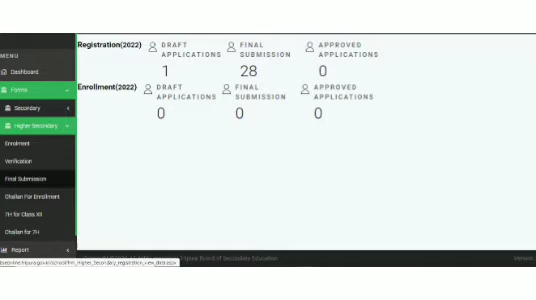 Registration(2022)
DRAFT APPLICATIONS
1
FINAL SUBMISSION
28
APPROVED APPLICATIONS
0
Enrollment(2022)
DRAFT APPLICATIONS
0
FINAL SUBMISSION
0
APPROVED APPLICATIONS
0
MENU
Dashboard
Forms
Secondary
Higher Secondary
Enrolment
Verification
Final Submission
Challan For Enrollment
7H for Class XII
Challan for 7H
Report
Board of Secondary Education
Version